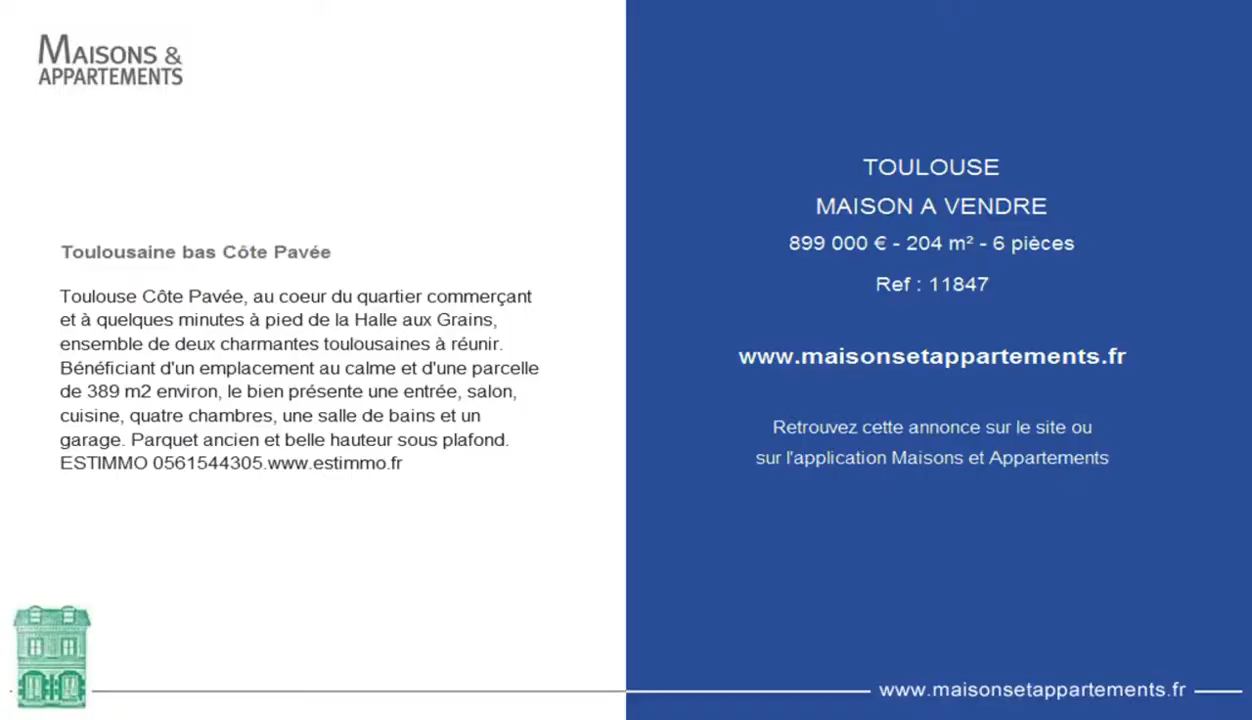 MAISONS &
APPARTEMENTS
Toulousaine bas Côte Pavée
Toulouse Côte Pavée, au coeur du quartier commerçant
et à quelques minutes à pied de la Halle aux Grains,
ensemble de deux charmantes toulousaines à réunir.
Bénéficiant d'un emplacement au calme et d'une parcelle
de 389 m2 environ, le bien présente une entrée, salon,
cuisine, quatre chambres, une salle de bains et un
garage. Parquet ancien et belle hauteur sous plafond.
ESTIMMO 0561544305.www.estimmo.fr
TOULOUSE
MAISON A VENDRE
899 000 € - 204 m² - 6 pièces
Ref : 11847
www.maisonsetappartements.fr
Retrouvez cette annonce sur le site ou
sur l'application Maisons et Appartements
www.maisonsetappartements.fr